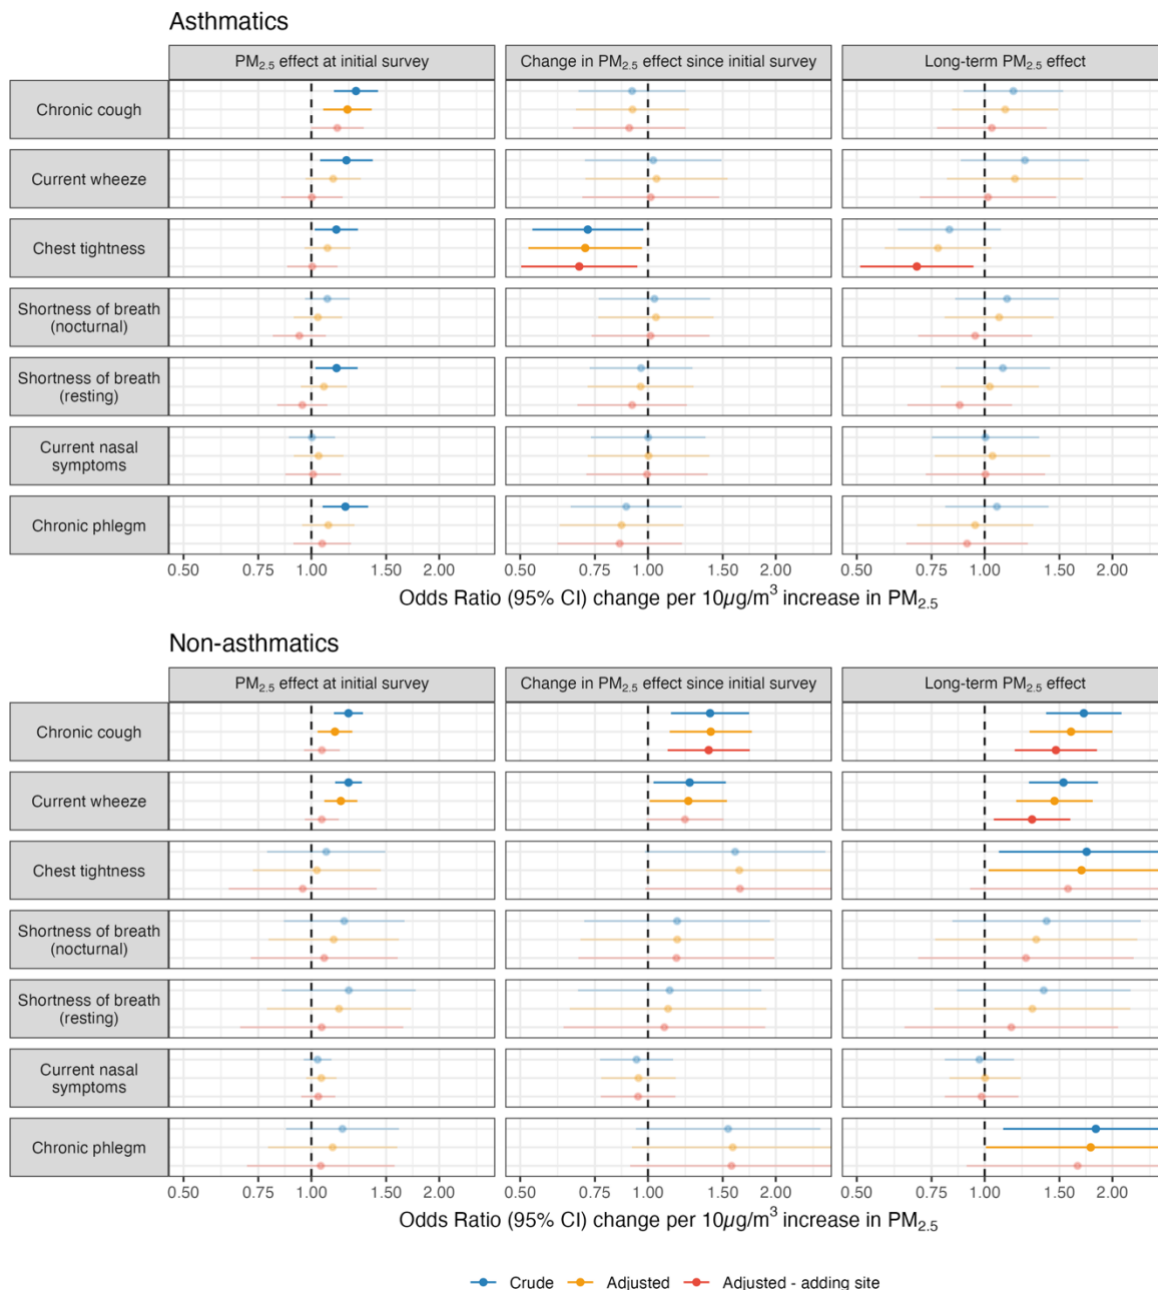 Asthmatics
PM2.5 effect at initial survey
Change in PM2.5 effect since initial survey
Long-term PM2.5 effect
Chronic cough
Current wheeze
Chest tightness
Shortness of breath
(nocturnal)
Shortness of breath
(resting)
Current nasal
symptoms
Chronic phlegm
0.50 0.75 1.00 1.50 2.00
0.50 0.75 1.00 1.50 2.00
0.50 0.75 1.00 1.50 2.00
Odds Ratio (95% CI) change per 10µg/m³ increase in PM2.5
Non-asthmatics
PM2.5 effect at initial survey
Change in PM2.5 effect since initial survey
Long-term PM2.5 effect
Chronic cough
Current wheeze
Chest tightness
Shortness of breath
(nocturnal)
Shortness of breath
(resting)
Current nasal
symptoms
Chronic phlegm
0.50 0.75 1.00 1.50 2.00
0.50 0.75 1.00 1.50 2.00
0.50 0.75 1.00 1.50 2.00
Odds Ratio (95% CI) change per 10µg/m³ increase in PM2.5
Crude Adjusted Adjusted - adding site